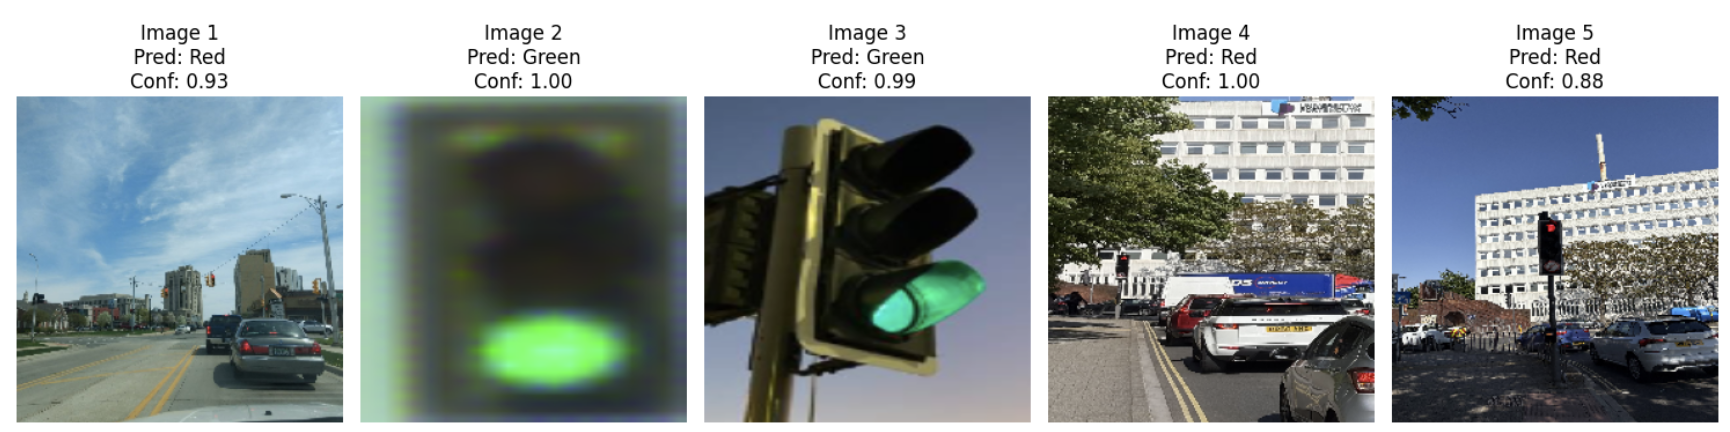 Image 1
Pred: Red
Conf: 0.93
Image 2
Pred: Green
Conf: 1.00
Image 3
Pred: Green
Conf: 0.99
Image 4
Pred: Red
Conf: 1.00
Image 5
Pred: Red
Conf: 0.88